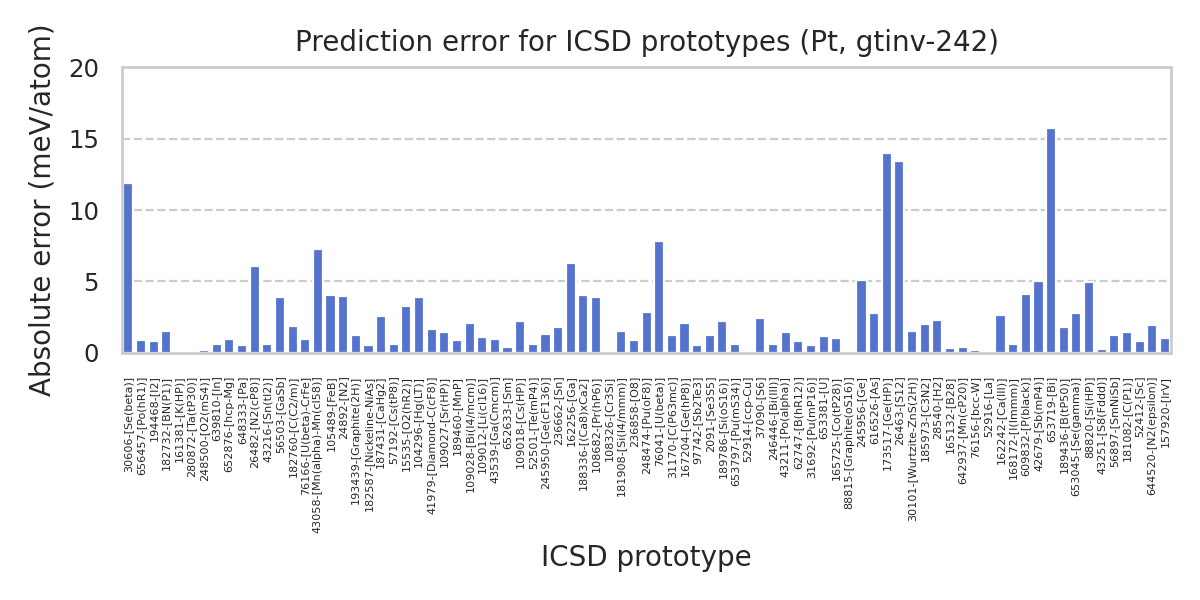 Prediction error for ICSD prototypes (Pt, gtinv-242)
Absolute error (meV/atom)
20
15
10
5
0
30606-[Se(beta)]
656457-[Po(hR1)]
194468-[I2]
182732-[BN(P1)]
161381-[K(HP)]
280872-[Ta(tP30)]
248500-[O2(mS4)]
639810-[In]
652876-[hcp-Mg]
648333-[Pa]
26482-[N2(cP8)]
43216-[Sn(tI2)]
56503-[GaSb]
182760-[C(C2/m)]
76166-[U(beta)-CrFe]
43058-[Mn(alpha)-Mn(cI58)]
105489-[FeB]
24892-[N2]
193439-[Graphite(2H)]
182587-[Nickeline-NiAs]
187431-[CaHg2]
57192-[Cs(tP8)]
15535-[O2(hR2)]
104296-[Hg(LT)]
41979-[Diamond-C(cF8)]
109027-[Sr(HP)]
189460-[MnP]
109028-[Bi(I4/mcm)]
109012-[Li(cI16)]
43539-[Ga(Cmcm)]
652633-[Sm]
109018-[Cs(HP)]
52501-[Te(mP4)]
245950-[Ge(cF136)]
236662-[Sn]
162256-[Ga]
188336-[(Ca8)xCa2]
108682-[Pr(hP6)]
108326-[Cr3Si]
181908-[Si(I4/mmm)]
236858-[O8]
248474-[Pu(oF8)]
76041-[U(beta)]
31170-[C(P63mc)]
167204-[Ge(hP8)]
97742-[Sb2Te3]
2091-[Se3S5]
189786-[Si(oS16)]
653797-[Pu(mS34)]
52914-[ccp-Cu]
37090-[S6]
246446-[Bi(III)]
43211-[Po(alpha)]
62747-[B(hR12)]
31692-[Pu(mP16)]
653381-[U]
165725-[Co(tP28)]
88815-[Graphite(oS16)]
245956-[Ge]
616526-[As]
173517-[Ge(HP)]
26463-[S12]
30101-[Wurtzite-ZnS(2H)]
185973-[C3N2]
28540-[H2]
165132-[B28]
642937-[Mn(cP20)]
76156-[bcc-W]
52916-[La]
162242-[Ca(III)]
168172-[I(Immm)]
609832-[P(black)]
42679-[Sb(mP4)]
653719-[Bi]
189436-[B(tP50)]
653045-[Se(gamma)]
88820-[Si(HP)]
43251-[S8(Fddd)]
56897-[SmNiSb]
181082-[C(P1)]
52412-[Sc]
644520-[N2(epsilon)]
157920-[IrV]
ICSD prototype